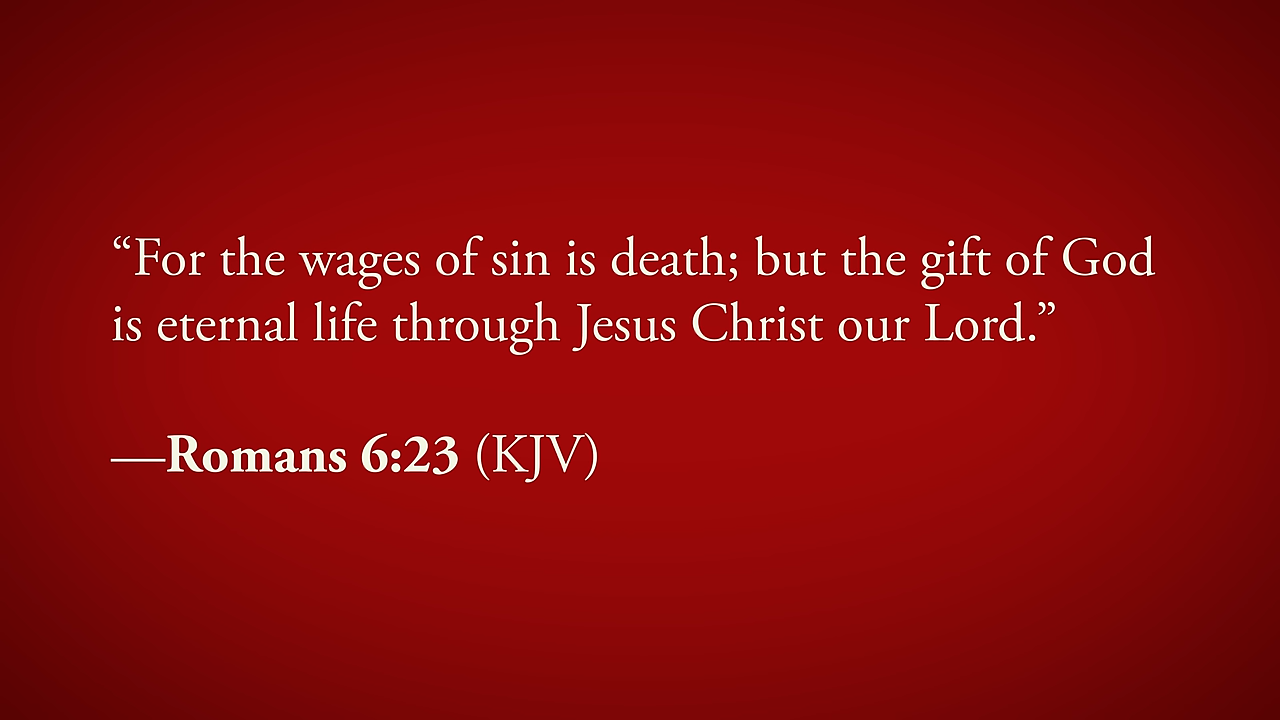 “For the wages of sin is death; but the gift of God
is eternal life through Jesus Christ our Lord.”
—Romans 6:23 (KJV)